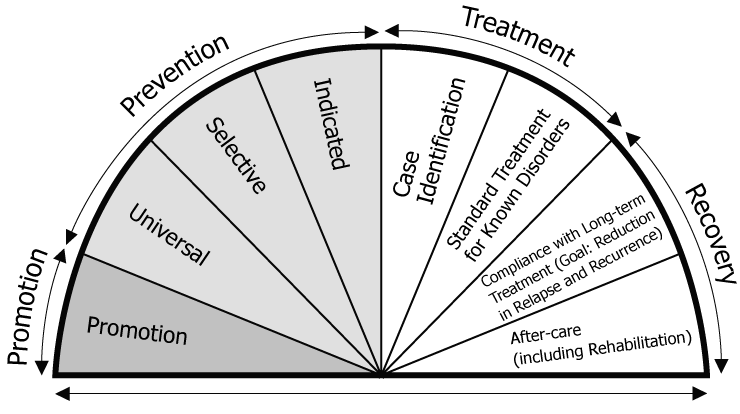 Promotion
Prevention
Treatment
Recovery
Promotion
Universal
Selective
Indicated
Case
Identification
Standard Treatment
for Known Disorders
Compliance with Long-term
Treatment (Goal: Reduction
in Relapse and Recurrence)
After-care
(including Rehabilitation)